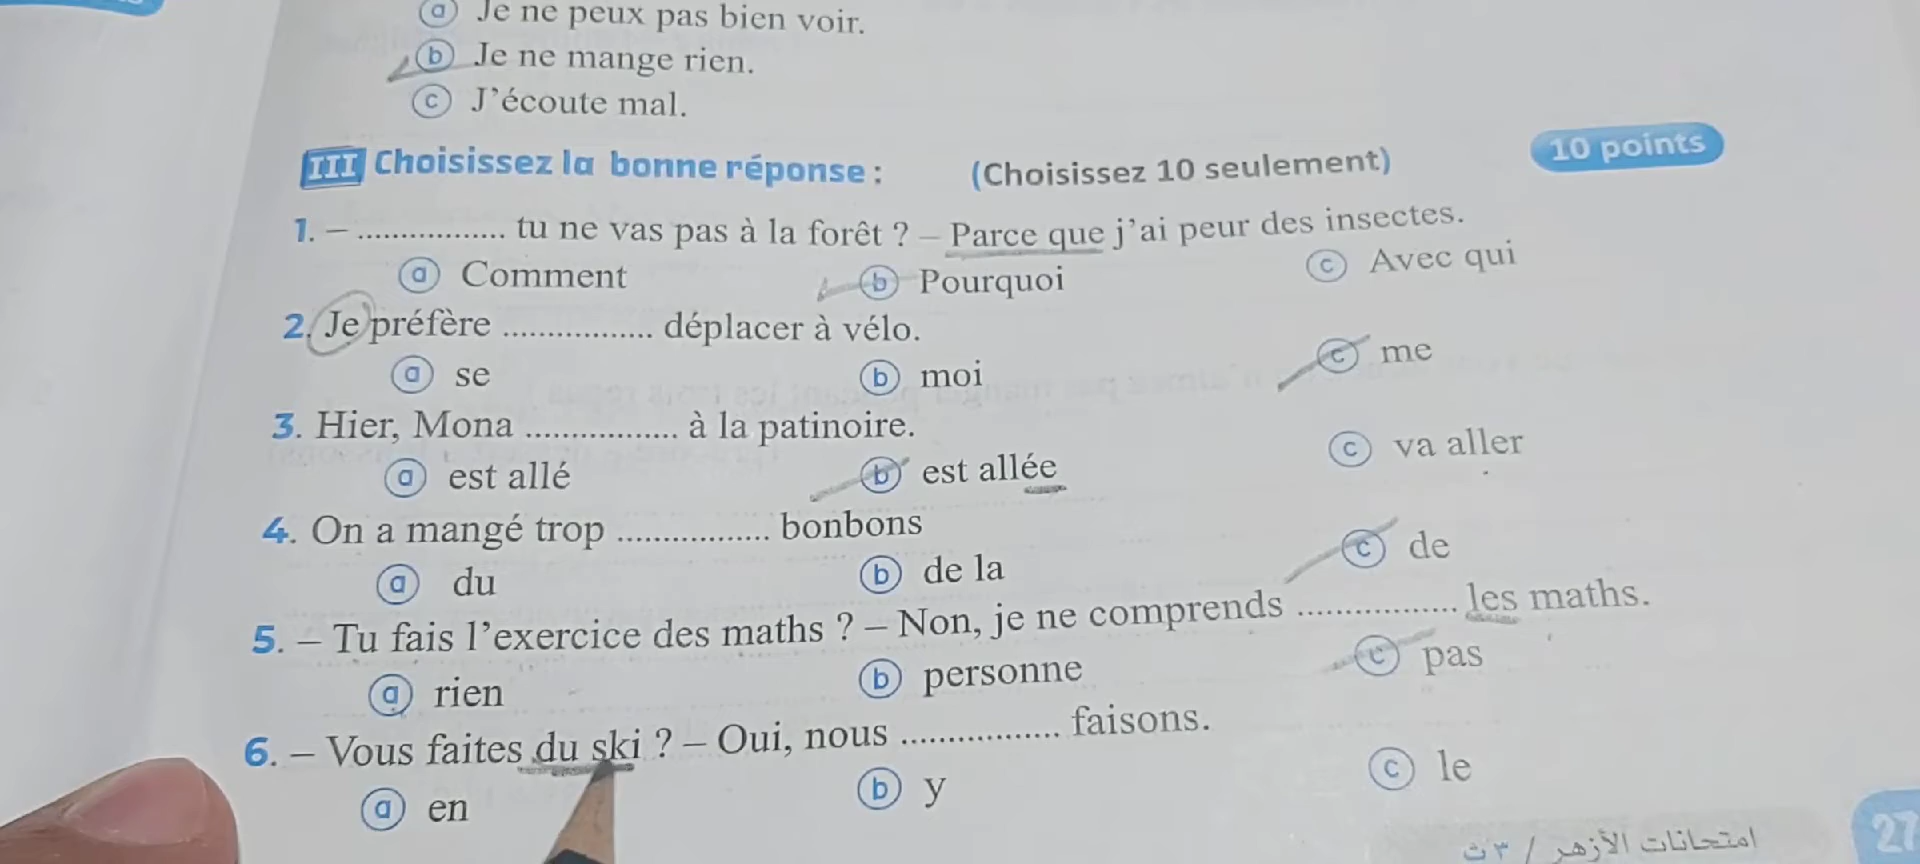 a Je ne peux pas bien voir.
b Je ne mange rien.
c J'écoute mal.
III Choisissez la bonne réponse : (Choisissez 10 seulement) 10 points
1. – ................ tu ne vas pas à la forêt ? – Parce que j'ai peur des insectes.
a Comment b Pourquoi c Avec qui
2. Je préfère ................ déplacer à vélo.
a se b moi c me
3. Hier, Mona ................ à la patinoire.
a est allé b est allée c va aller
4. On a mangé trop ................ bonbons
a du b de la c de
5. – Tu fais l'exercice des maths ? – Non, je ne comprends ................ les maths.
a rien b personne c pas
6. – Vous faites du ski ? – Oui, nous ................ faisons.
a en b y c le
امتحانات الأزهر / ٣ ث
27